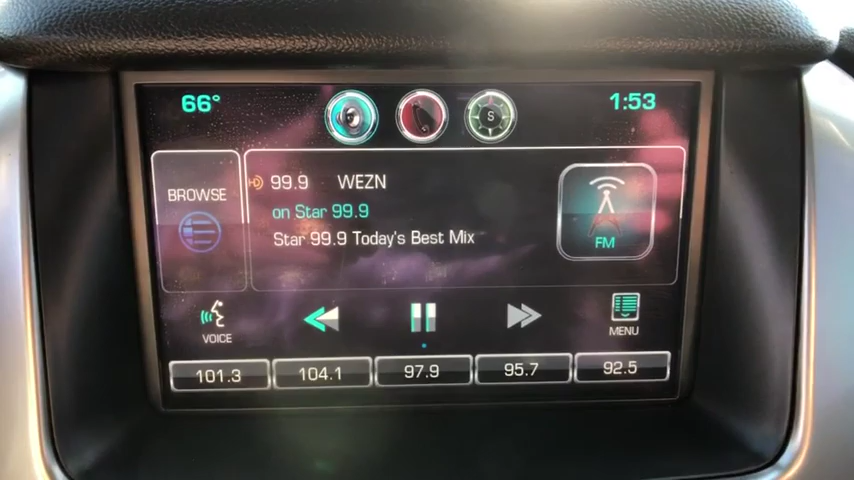 66° 1:53
S
BROWSE
HD 99.9 WEZN
on Star 99.9
Star 99.9 Today's Best Mix
FM
VOICE
MENU
101.3 104.1 97.9 95.7 92.5